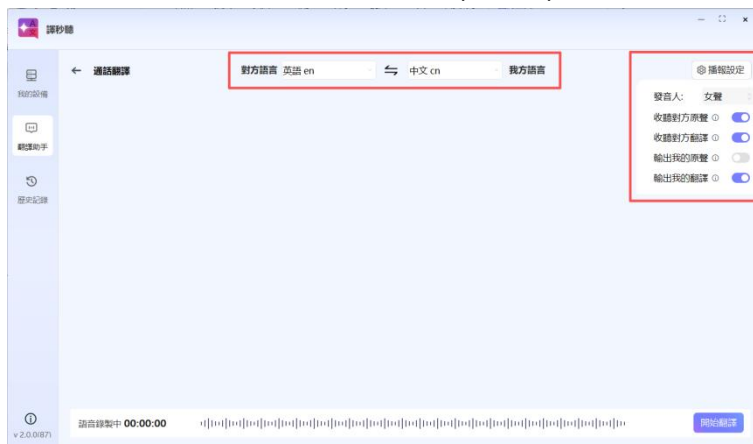 譯秒聽
我的設備
翻譯助手
歷史記錄
v 2.0.0(87)
← 通話翻譯
對方語言 英語 en ⇋ 中文 cn 我方語言
播報設定
發音人: 女聲
收聽對方原聲
收聽對方翻譯
輸出我的原聲
輸出我的翻譯
語音錄製中 00:00:00
開始翻譯